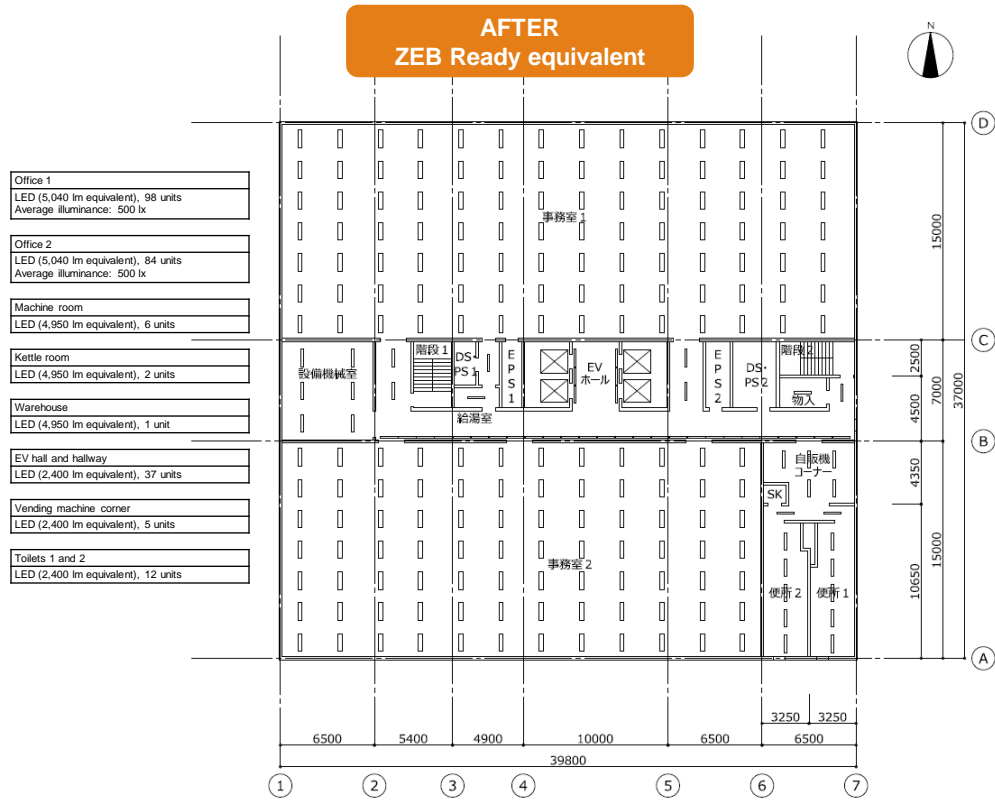 AFTER
ZEB Ready equivalent
N
Office 1
LED (5,040 lm equivalent), 98 units
Average illuminance: 500 lx
Office 2
LED (5,040 lm equivalent), 84 units
Average illuminance: 500 lx
Machine room
LED (4,950 lm equivalent), 6 units
Kettle room
LED (4,950 lm equivalent), 2 units
Warehouse
LED (4,950 lm equivalent), 1 unit
EV hall and hallway
LED (2,400 lm equivalent), 37 units
Vending machine corner
LED (2,400 lm equivalent), 5 units
Toilets 1 and 2
LED (2,400 lm equivalent), 12 units
事務室1
設備機械室
階段1
DS・
PS1
EPS1
EV
ホール
EPS2
DS・
PS2
階段2
物入
給湯室
自販機
コーナー
SK
事務室2
便所2
便所1
D
C
B
A
15000
2500
4500
7000
37000
4350
10650
15000
3250
3250
6500
5400
4900
10000
6500
6500
39800
1
2
3
4
5
6
7